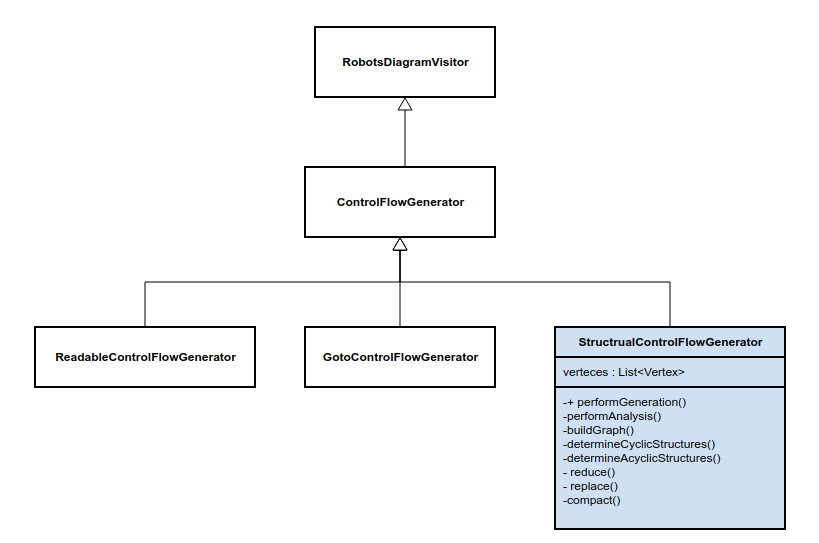 RobotsDiagramVisitor
ControlFlowGenerator
ReadableControlFlowGenerator
GotoControlFlowGenerator
StructrualControlFlowGenerator
verteces : List<Vertex>
-+ performGeneration()
-performAnalysis()
-buildGraph()
-determineCyclicStructures()
-determineAcyclicStructures()
- reduce()
- replace()
-compact()